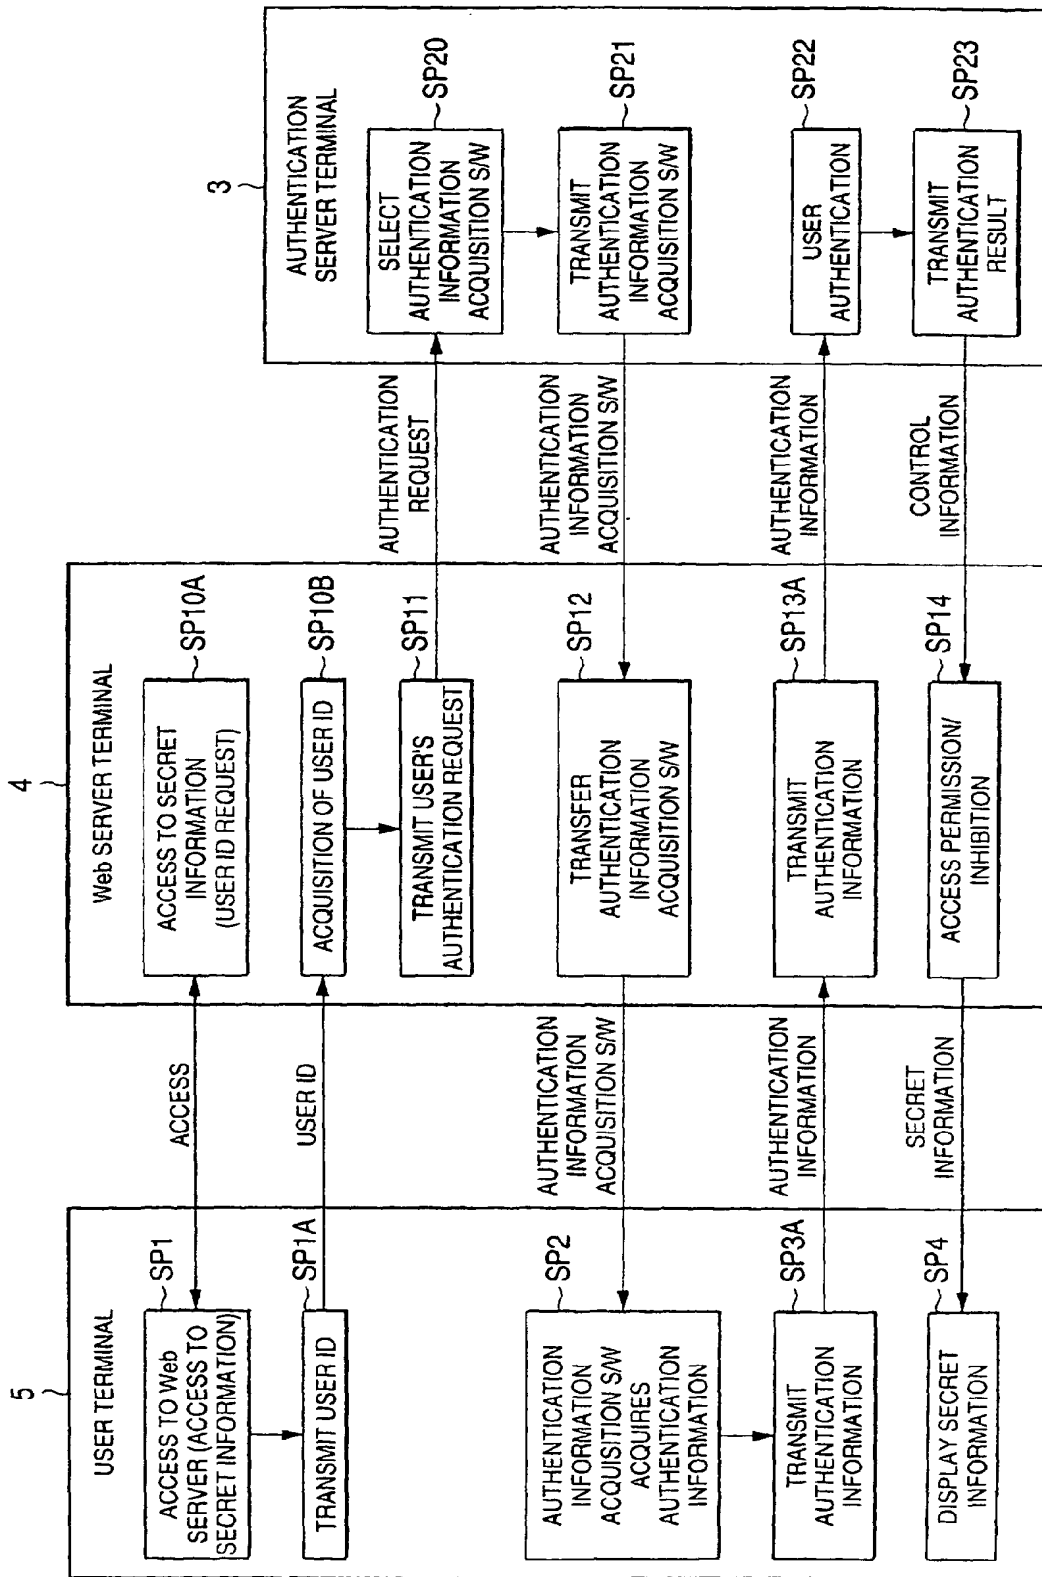 5
USER TERMINAL
ACCESS TO Web
SERVER (ACCESS TO
SECRET INFORMATION)
SP1
TRANSMIT USER ID
SP1A
AUTHENTICATION
INFORMATION
ACQUISITION S/W
ACQUIRES
AUTHENTICATION
INFORMATION
SP2
TRANSMIT
AUTHENTICATION
INFORMATION
SP3A
DISPLAY SECRET
INFORMATION
SP4
ACCESS
USER ID
AUTHENTICATION
INFORMATION
ACQUISITION S/W
AUTHENTICATION
INFORMATION
SECRET
INFORMATION
4
Web SERVER TERMINAL
ACCESS TO SECRET
INFORMATION
(USER ID REQUEST)
SP10A
ACQUISITION OF USER ID
SP10B
TRANSMIT USER'S
AUTHENTICATION REQUEST
SP11
TRANSFER
AUTHENTICATION
INFORMATION
ACQUISITION S/W
SP12
TRANSMIT
AUTHENTICATION
INFORMATION
SP13A
ACCESS PERMISSION/
INHIBITION
SP14
AUTHENTICATION
REQUEST
AUTHENTICATION
INFORMATION
ACQUISITION S/W
AUTHENTICATION
INFORMATION
CONTROL
INFORMATION
3
AUTHENTICATION
SERVER TERMINAL
SELECT
AUTHENTICATION
INFORMATION
ACQUISITION S/W
SP20
TRANSMIT
AUTHENTICATION
INFORMATION
ACQUISITION S/W
SP21
USER
AUTHENTICATION
SP22
TRANSMIT
AUTHENTICATION
RESULT
SP23